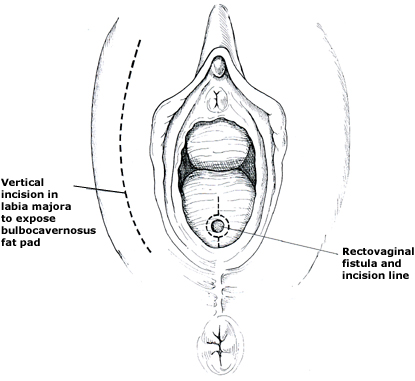 Vertical
incision in
labia majora
to expose
bulbocavernosus
fat pad
Rectovaginal
fistula and
incision line